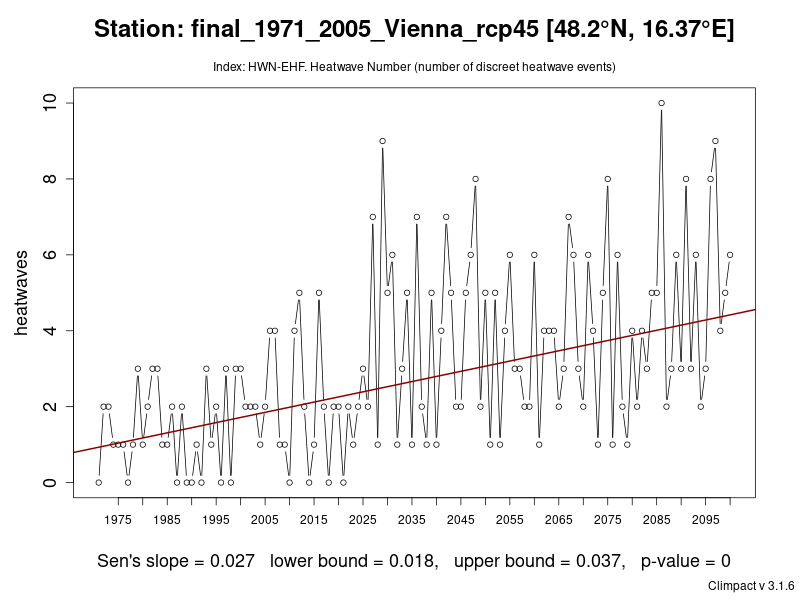 Station: final_1971_2005_Vienna_rcp45 [48.2°N, 16.37°E]
Index: HWN-EHF. Heatwave Number (number of discreet heatwave events)
heatwaves
10
8
6
4
2
0
1975 1985 1995 2005 2015 2025 2035 2045 2055 2065 2075 2085 2095
Sen's slope = 0.027 lower bound = 0.018, upper bound = 0.037, p-value = 0
Climpact v 3.1.6